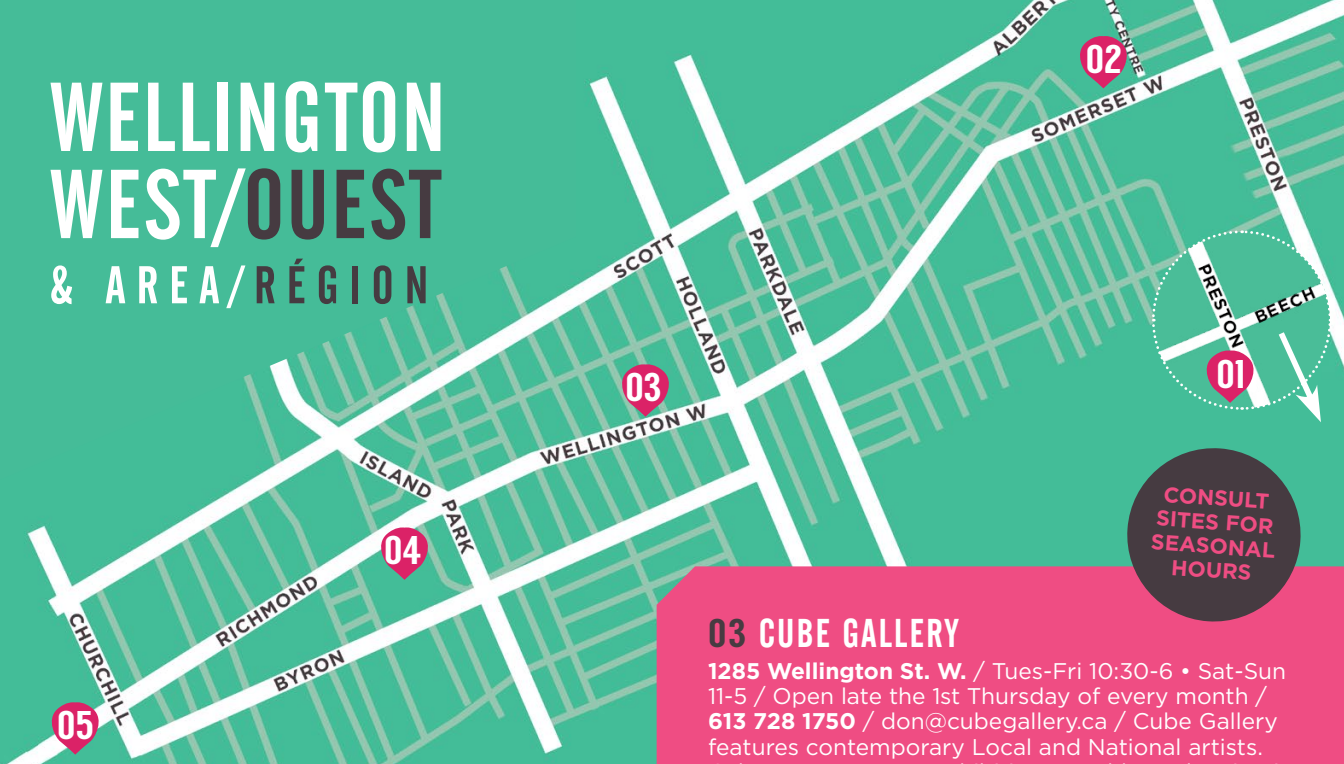 WELLINGTON
WEST/OUEST
& AREA/RÉGION
ALBERT
TY CENTRE
02
SOMERSET W
PRESTON
SCOTT
PARKDALE
HOLLAND
PRESTON
BEECH
01
03
WELLINGTON W
ISLAND
PARK
04
RICHMOND
BYRON
CHURCHILL
05
CONSULT
SITES FOR
SEASONAL
HOURS
03 CUBE GALLERY
1285 Wellington St. W. / Tues-Fri 10:30-6 • Sat-Sun
11-5 / Open late the 1st Thursday of every month /
613 728 1750 / don@cubegallery.ca / Cube Gallery
features contemporary Local and National artists.